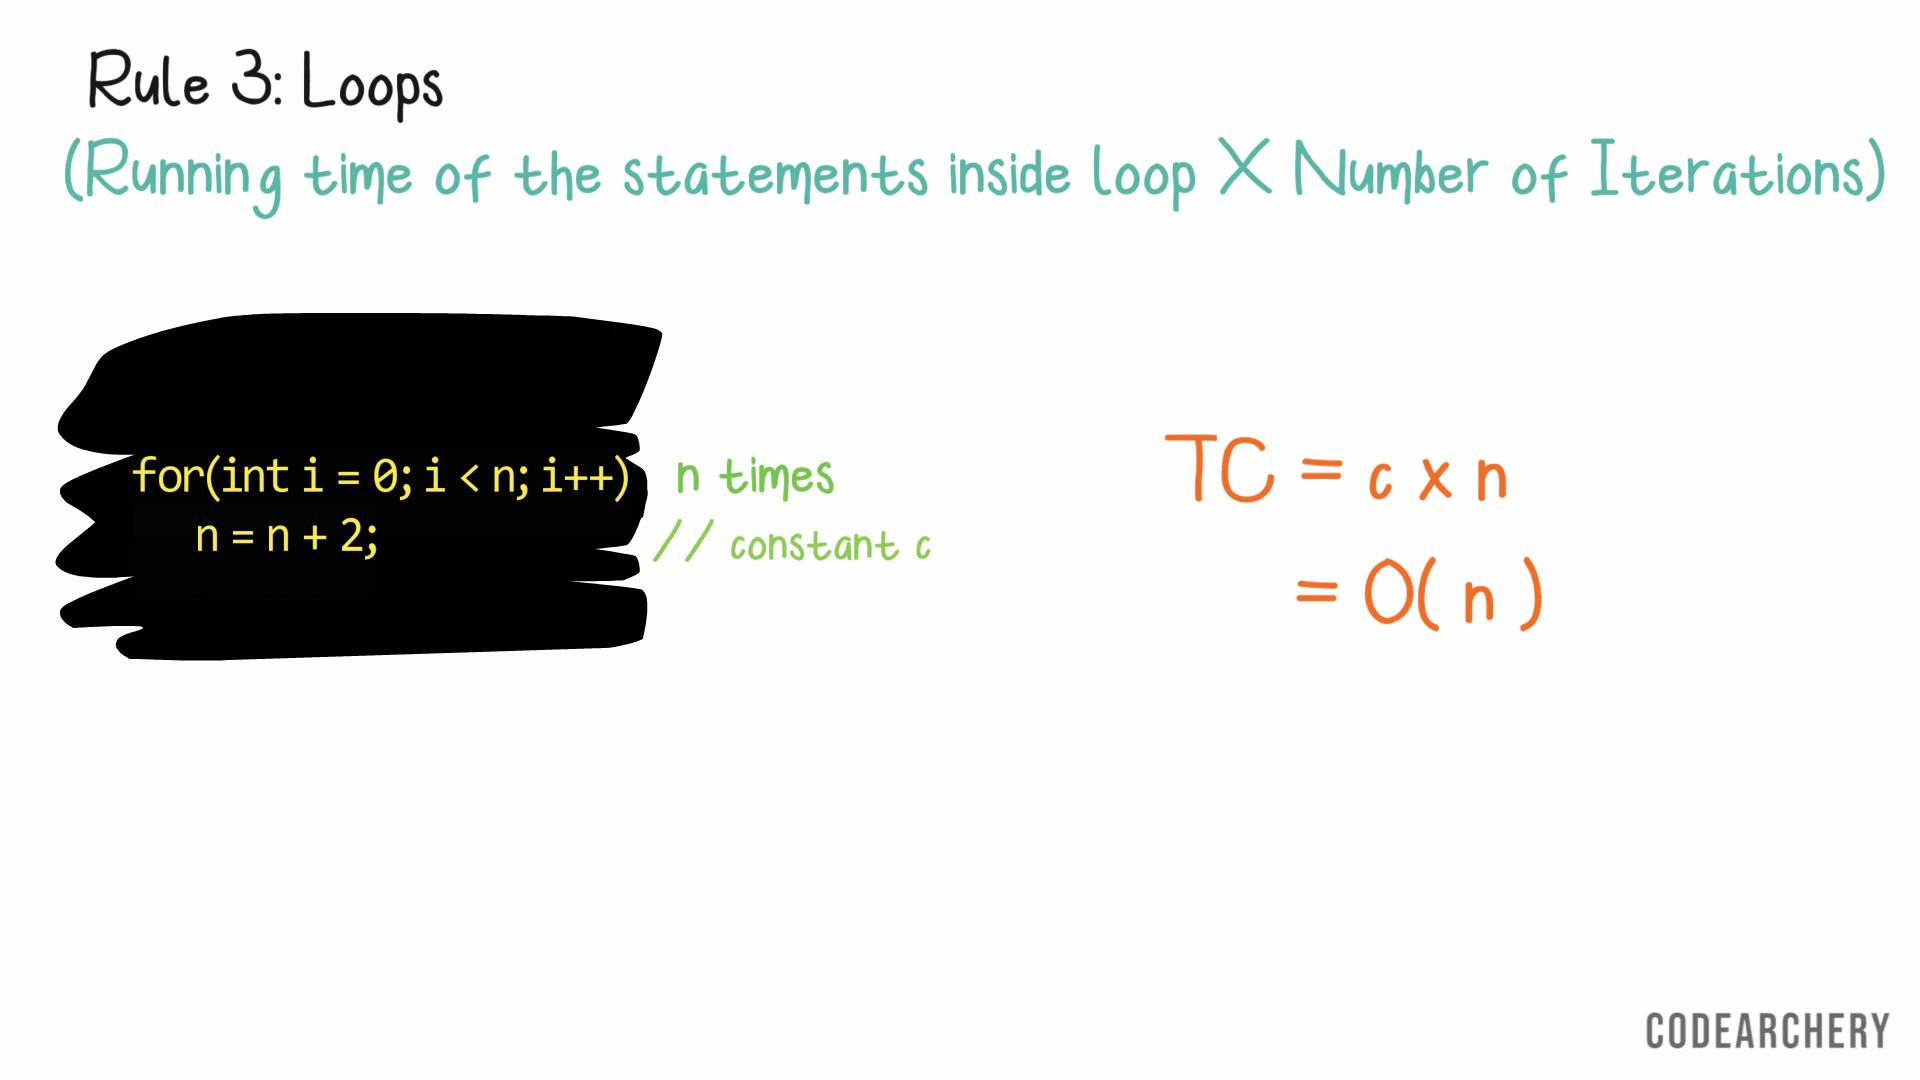 Rule 3: Loops
(Running time of the statements inside loop X Number of Iterations)
for(int i = 0; i < n; i++) n times
n = n + 2; // constant c
TC = c x n
= O( n )
CODEARCHERY